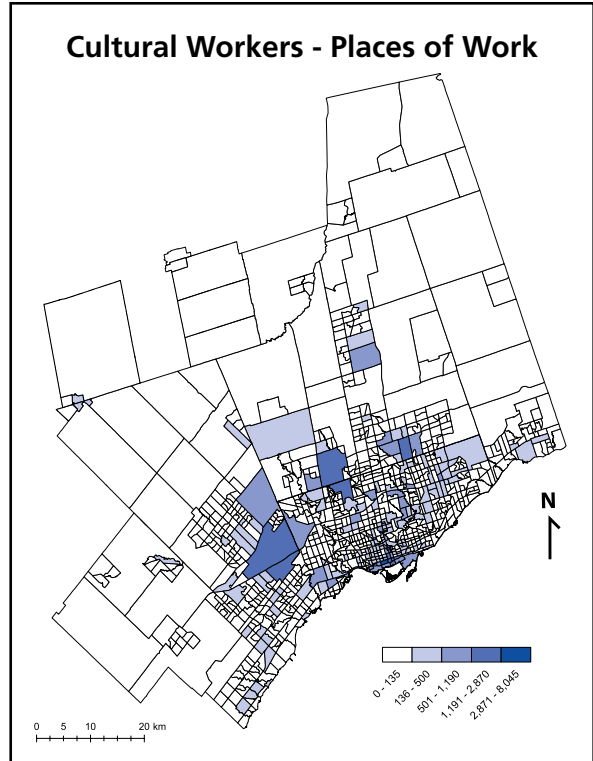 Cultural Workers - Places of Work
N
0 - 135
136 - 500
501 - 1,190
1,191 - 2,870
2,871 - 8,045
0 5 10 20 km